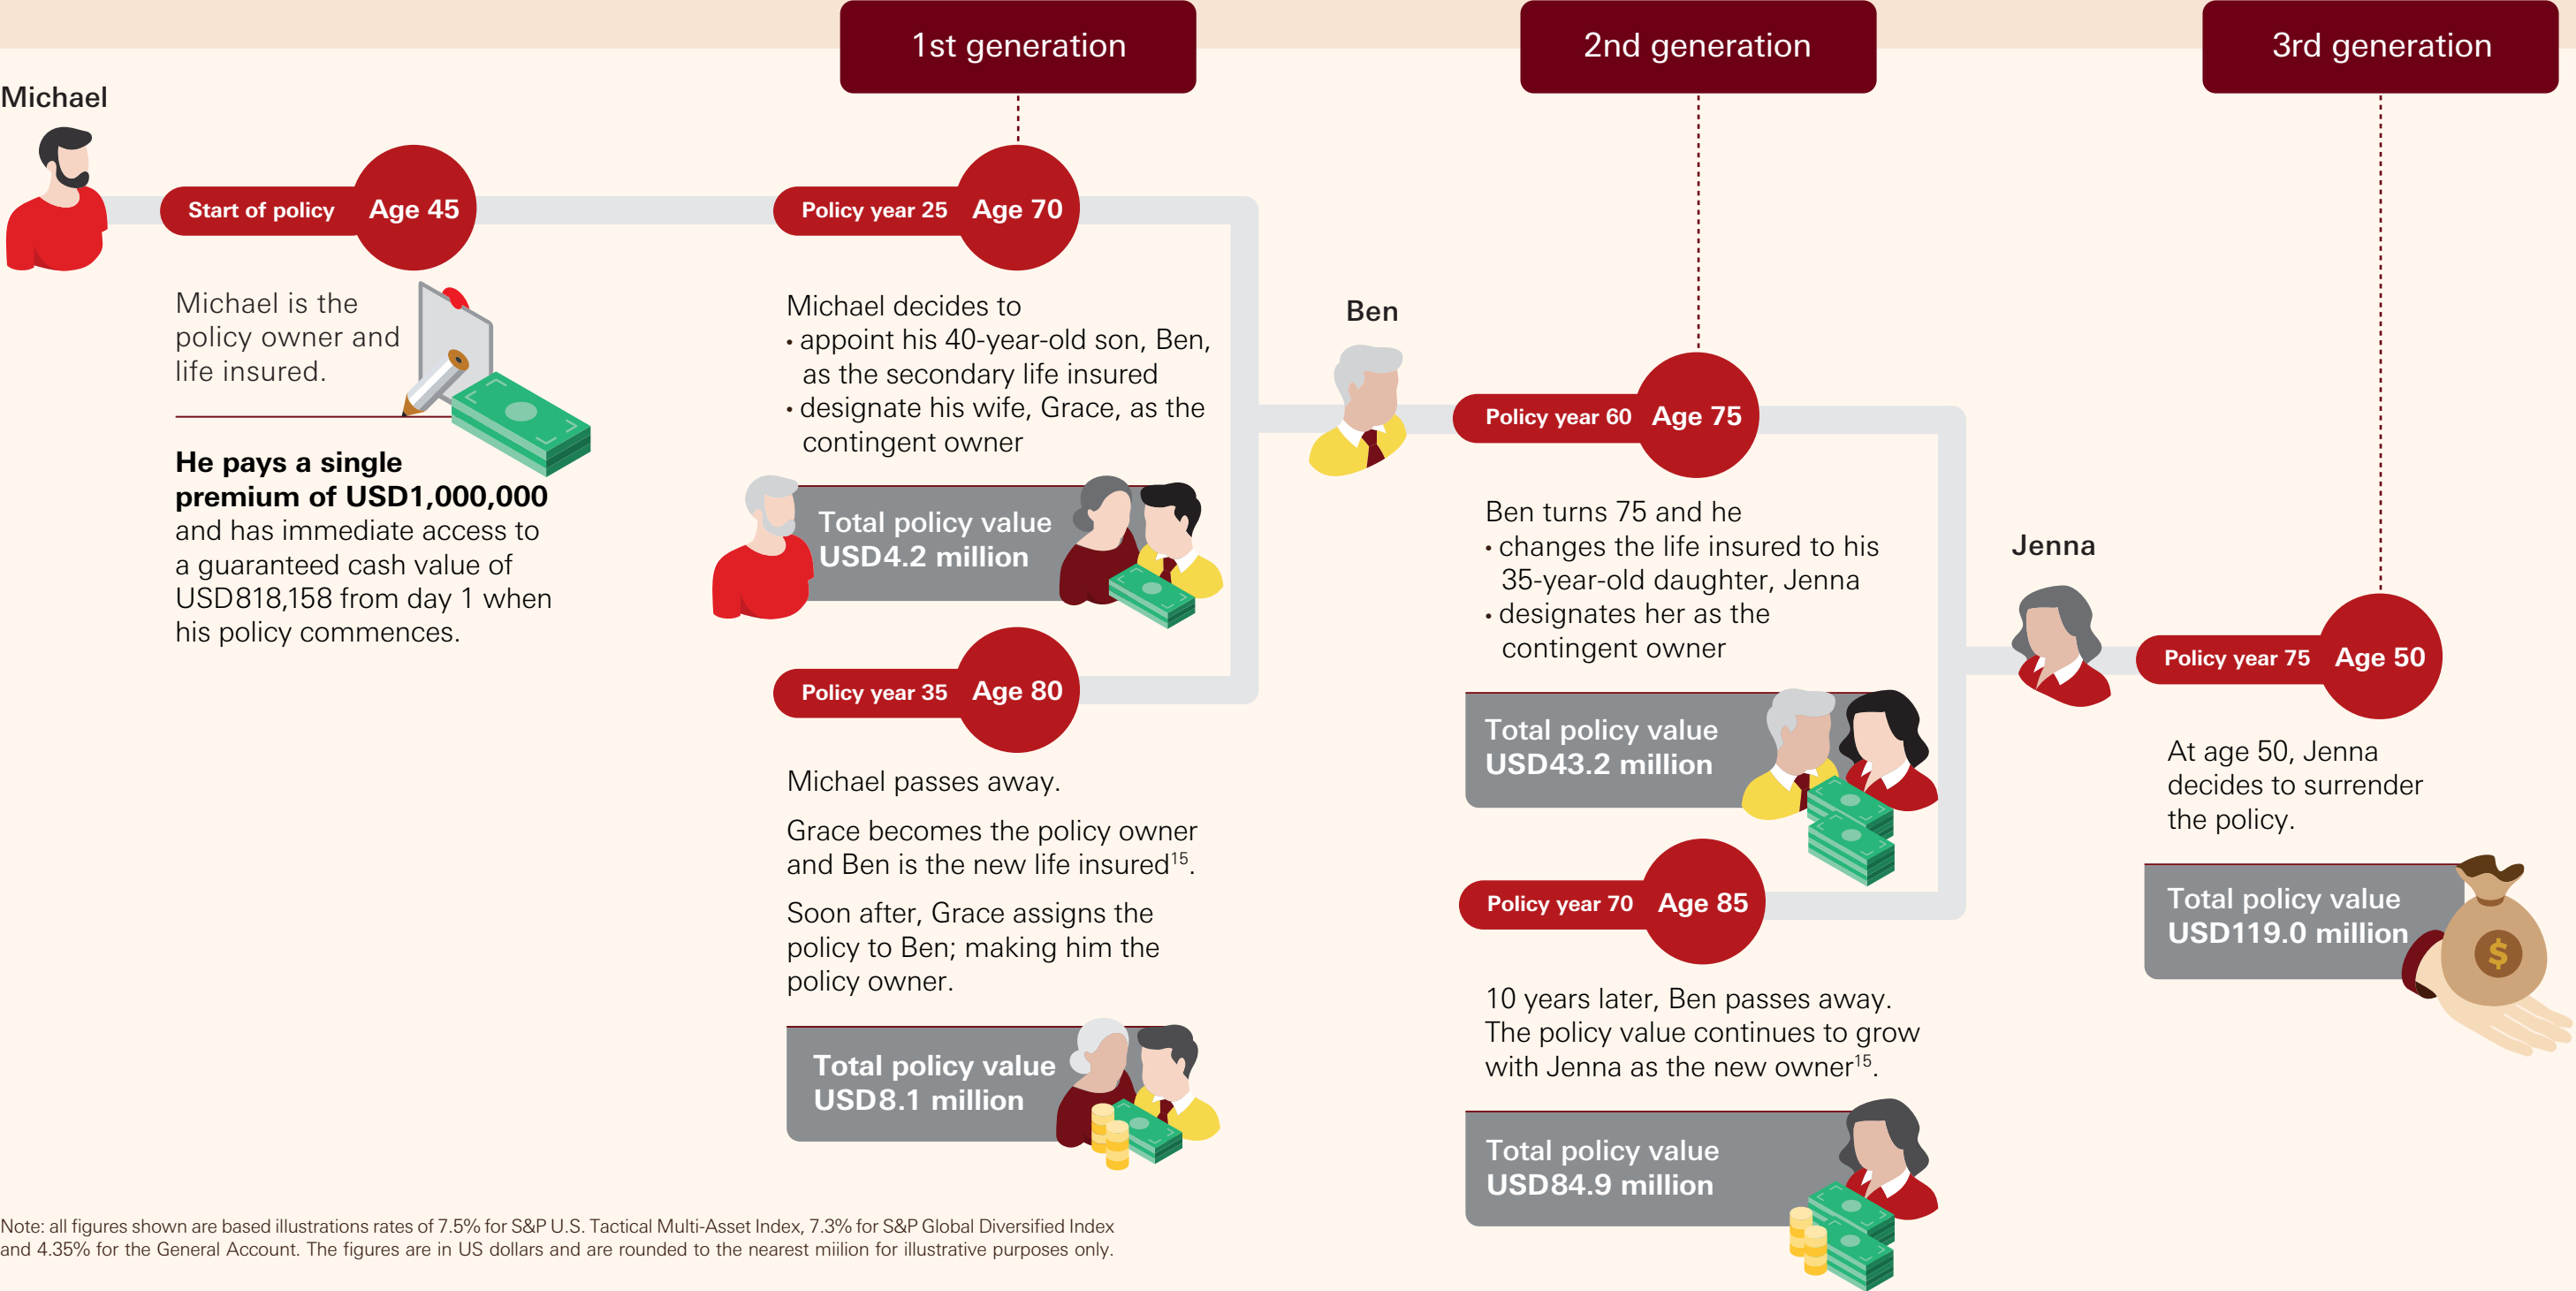 1st generation
2nd generation
3rd generation
Michael
Start of policy
Age 45
Michael is the
policy owner and
life insured.
He pays a single
premium of USD1,000,000
and has immediate access to
a guaranteed cash value of
USD818,158 from day 1 when
his policy commences.
Policy year 25
Age 70
Michael decides to
• appoint his 40-year-old son, Ben,
as the secondary life insured
• designate his wife, Grace, as the
contingent owner
Total policy value
USD4.2 million
Policy year 35
Age 80
Michael passes away.
Grace becomes the policy owner
and Ben is the new life insured15.
Soon after, Grace assigns the
policy to Ben; making him the
policy owner.
Total policy value
USD8.1 million
Ben
Policy year 60
Age 75
Ben turns 75 and he
• changes the life insured to his
35-year-old daughter, Jenna
• designates her as the
contingent owner
Total policy value
USD43.2 million
Policy year 70
Age 85
10 years later, Ben passes away.
The policy value continues to grow
with Jenna as the new owner15.
Total policy value
USD84.9 million
Jenna
Policy year 75
Age 50
At age 50, Jenna
decides to surrender
the policy.
Total policy value
USD119.0 million
$
Note: all figures shown are based illustrations rates of 7.5% for S&P U.S. Tactical Multi-Asset Index, 7.3% for S&P Global Diversified Index
and 4.35% for the General Account. The figures are in US dollars and are rounded to the nearest miilion for illustrative purposes only.